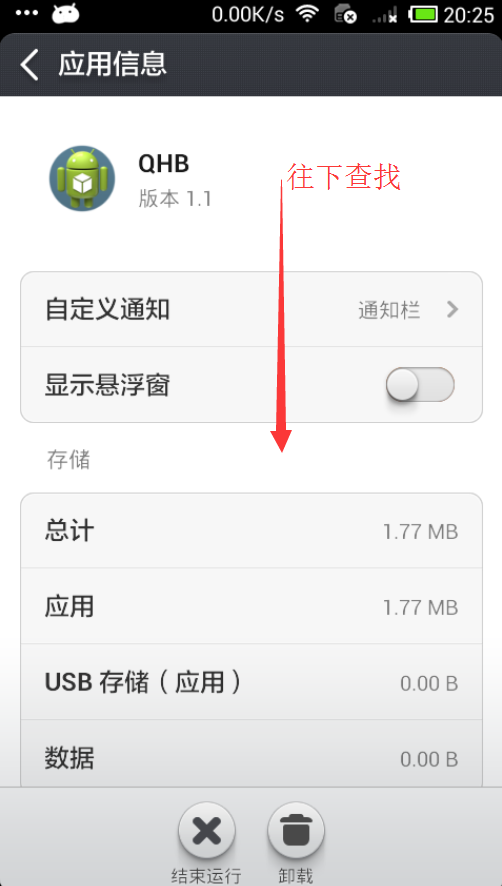 0.00K/s 20:25
应用信息
QHB
往下查找
版本 1.1
自定义通知 通知栏
显示悬浮窗
存储
总计 1.77 MB
应用 1.77 MB
USB 存储（应用） 0.00 B
数据 0.00 B
结束运行 卸载